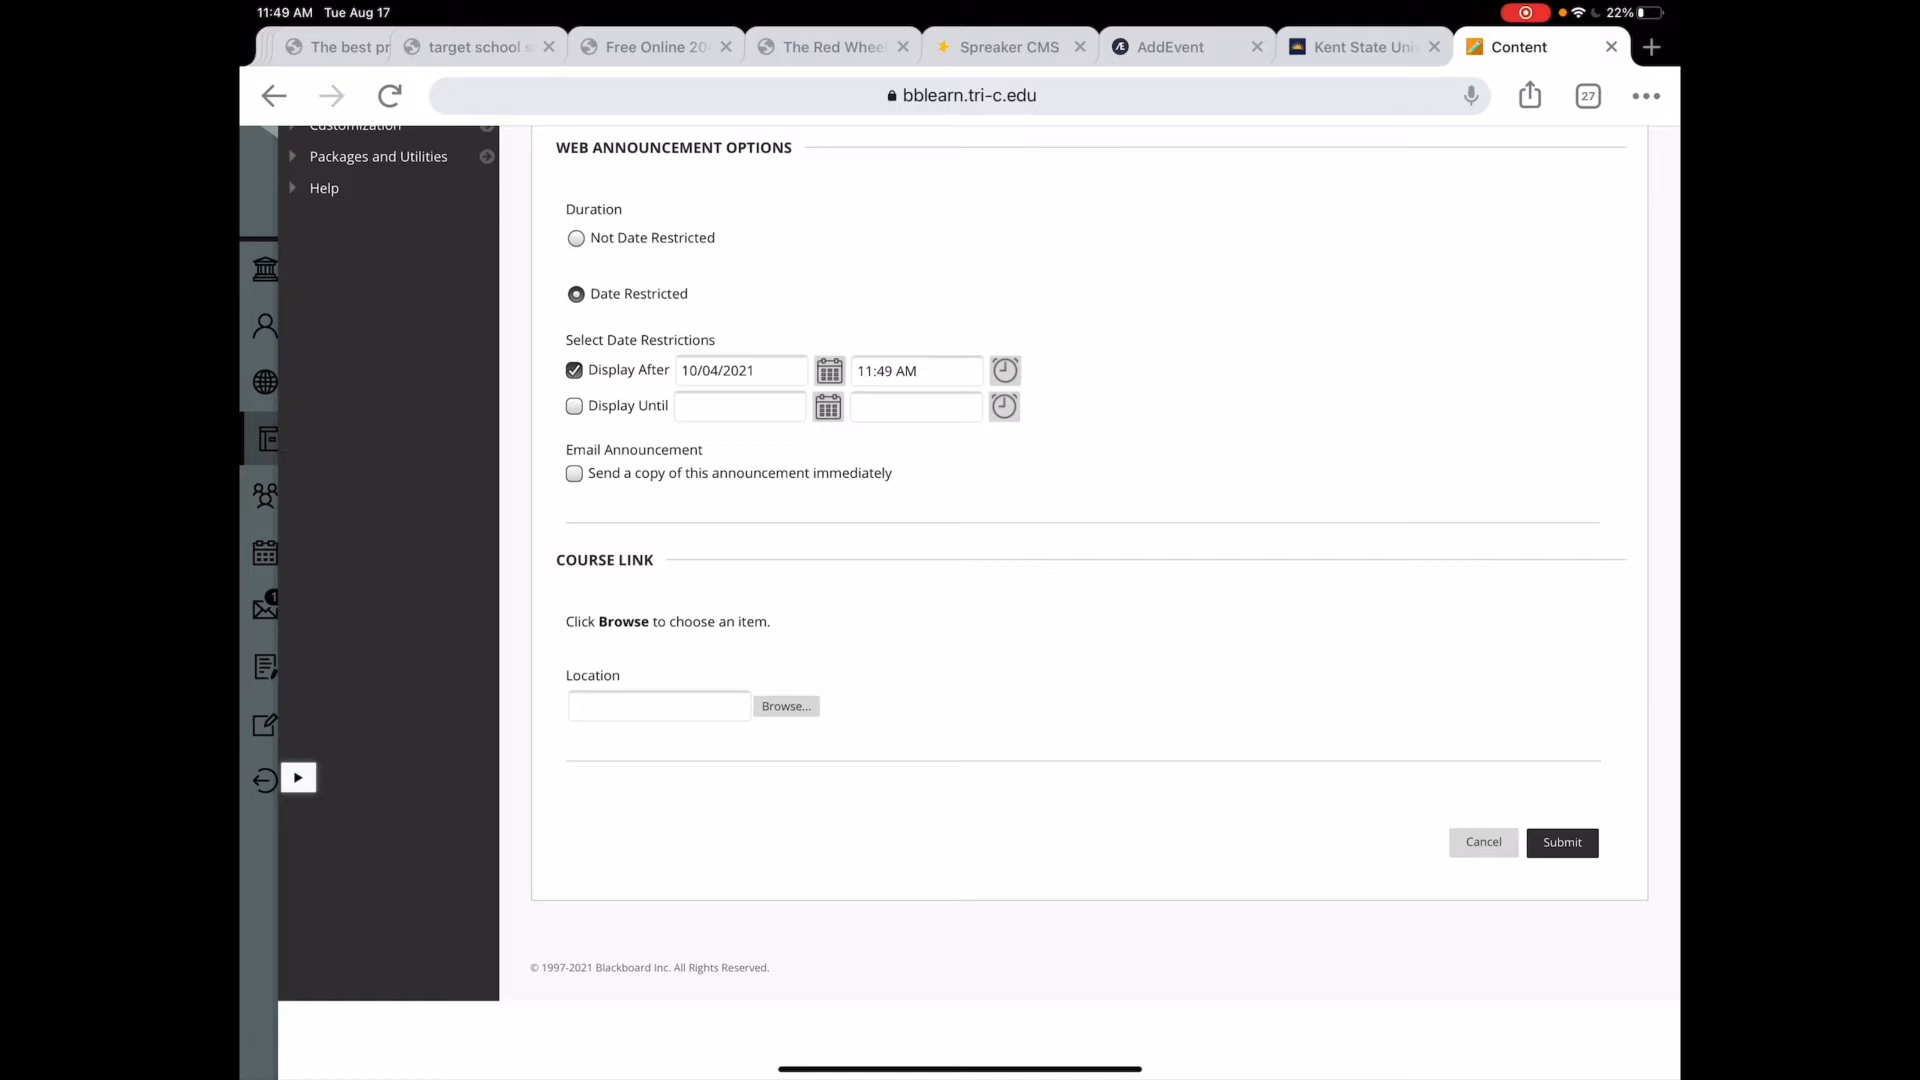 11:49 AM Tue Aug 17
22%
The best pr
target school s
Free Online 20
The Red Whee
Spreaker CMS
AddEvent
Kent State Uni
Content
bblearn.tri-c.edu
27
Customization
Packages and Utilities
Help
1
WEB ANNOUNCEMENT OPTIONS
Duration
Not Date Restricted
Date Restricted
Select Date Restrictions
Display After 10/04/2021 11:49 AM
Display Until
Email Announcement
Send a copy of this announcement immediately
COURSE LINK
Click Browse to choose an item.
Location
Browse...
Cancel Submit
© 1997-2021 Blackboard Inc. All Rights Reserved.